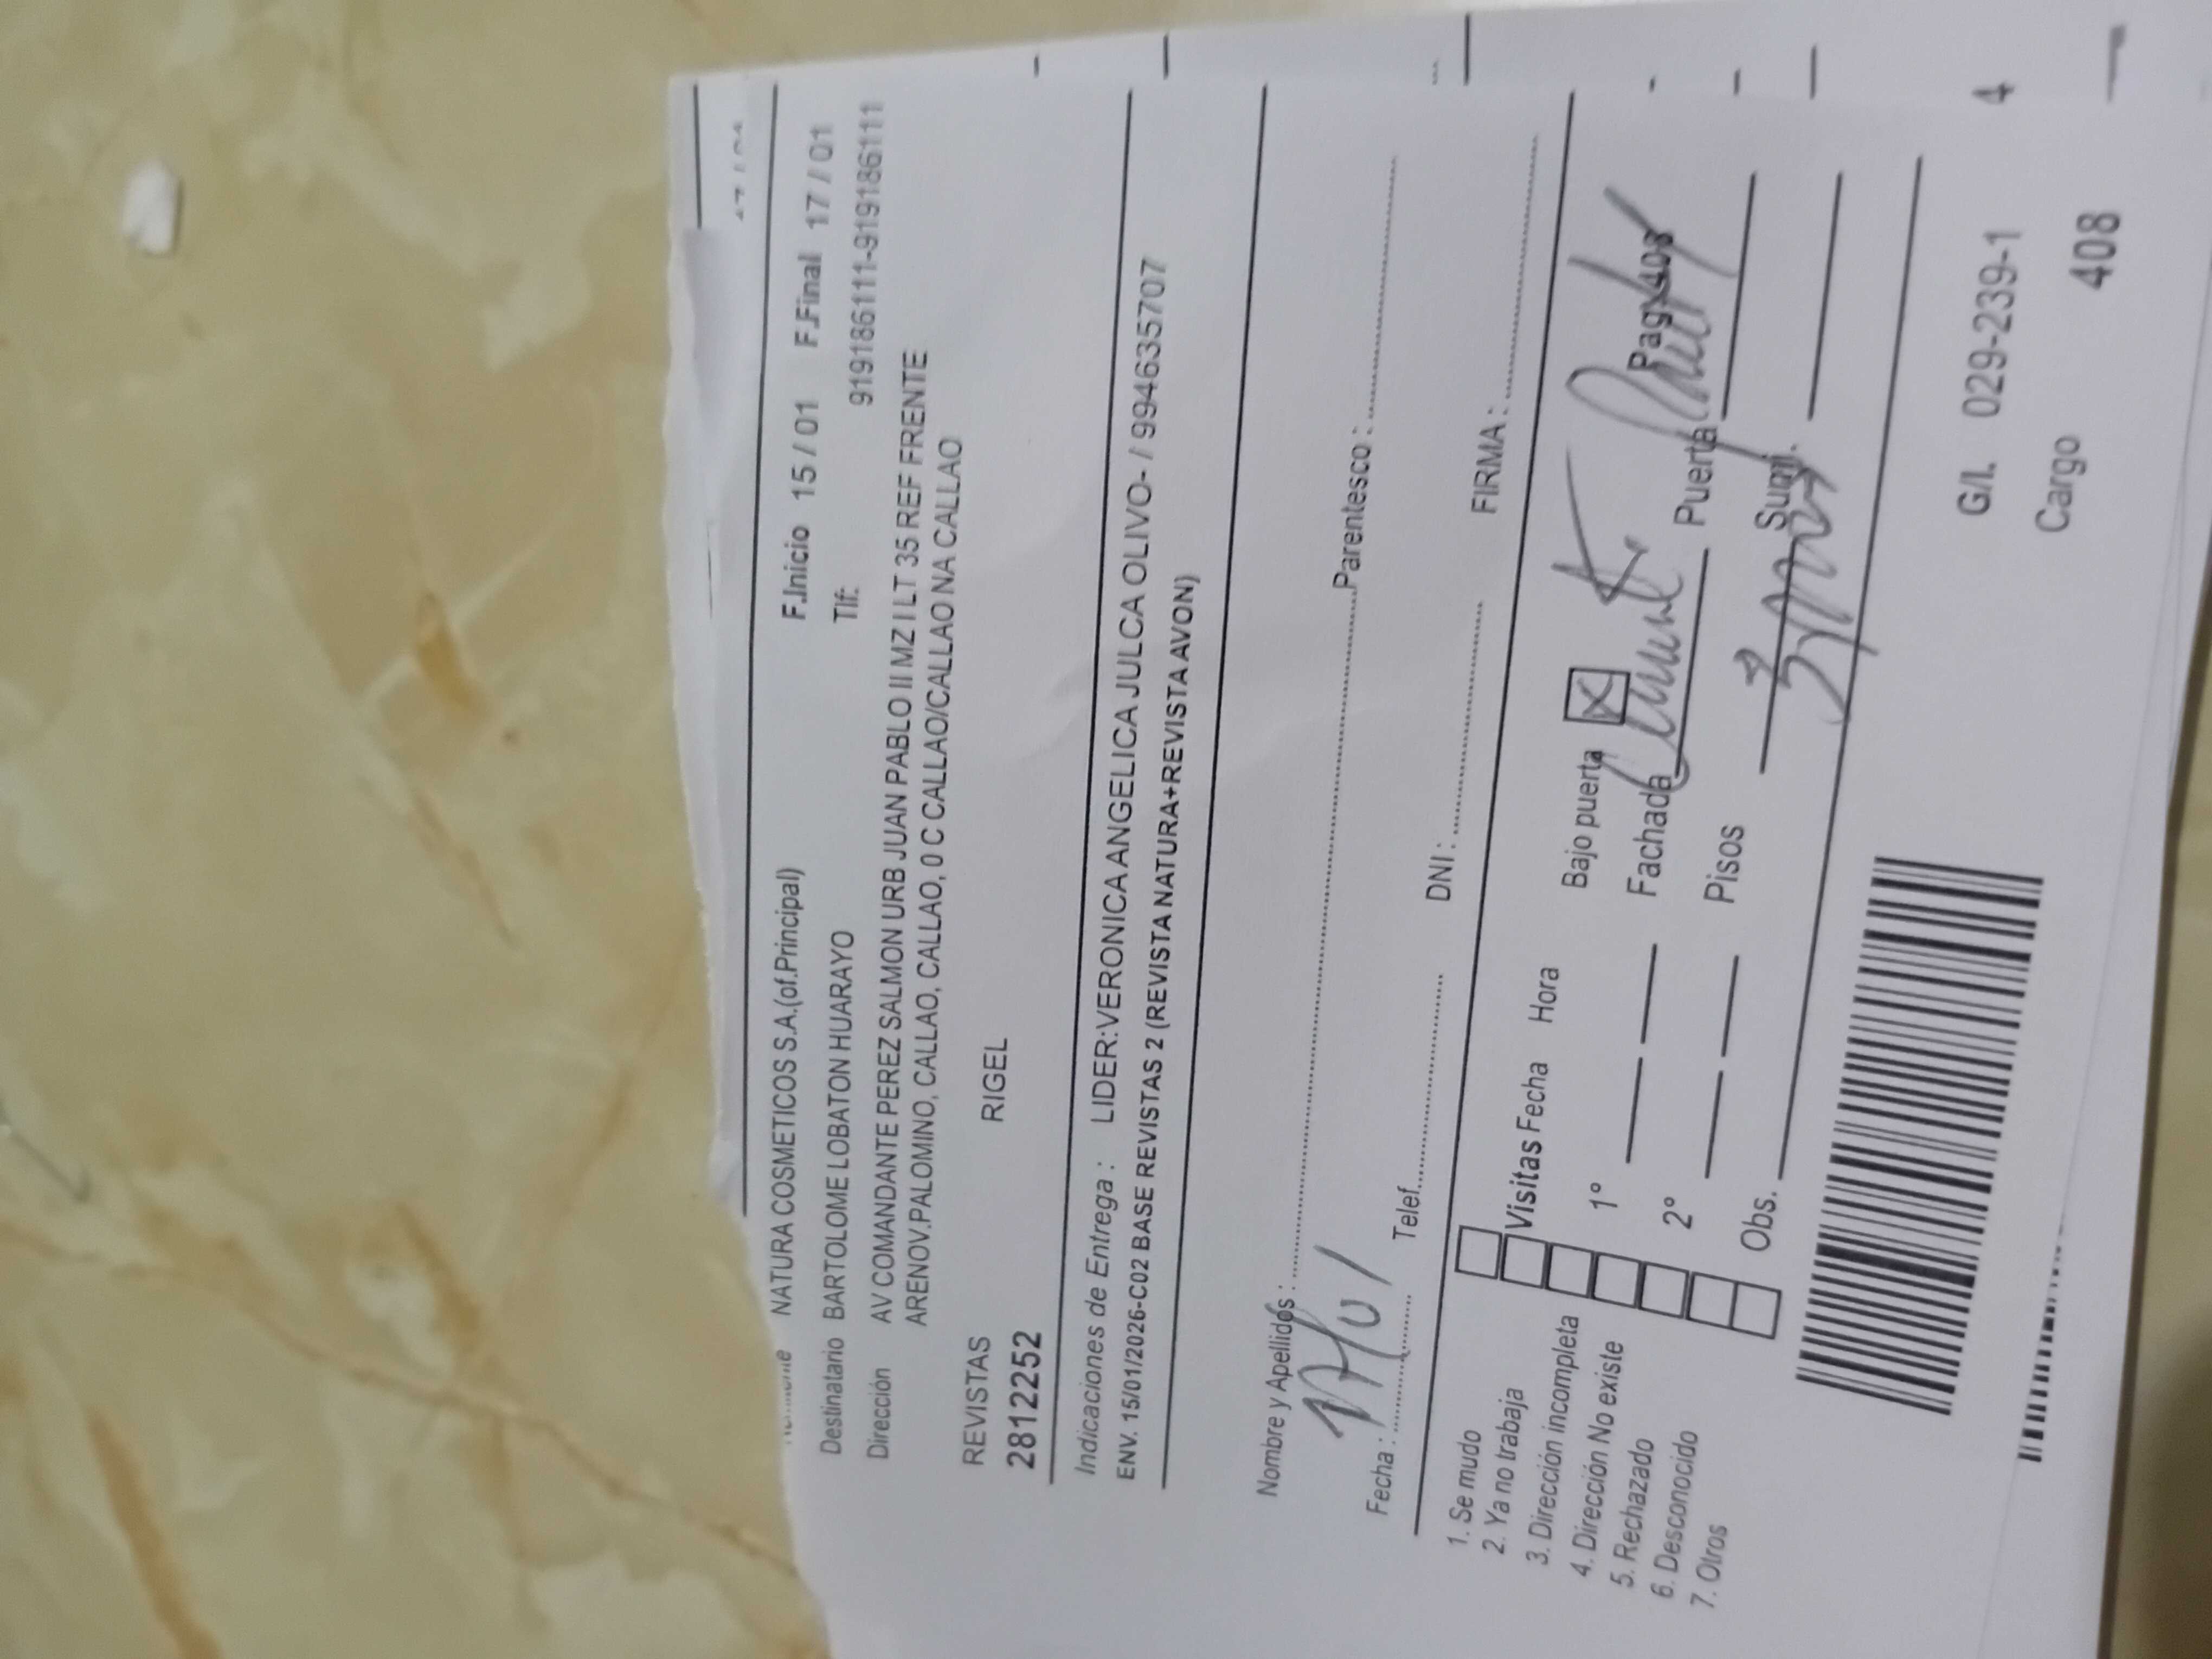 NATURA COSMETICOS S.A.(of.Principal) F.Inicio 15 / 01 F.Final 17 / 01
Destinatario BARTOLOME LOBATON HUARAYO Tlf: 919186111-919186111
Dirección AV COMANDANTE PEREZ SALMON URB JUAN PABLO II MZ I LT 35 REF FRENTE
ARENOV.PALOMINO, CALLAO, CALLAO, 0 C CALLAO/CALLAO NA CALLAO
REVISTAS RIGEL
2812252
Indicaciones de Entrega : LIDER:VERONICA ANGELICA JULCA OLIVO- / 994635707
ENV. 15/01/2026-C02 BASE REVISTAS 2 (REVISTA NATURA+REVISTA AVON)
Nombre y Apellidos : Parentesco :
Fecha : 17/01 Telef. DNI : FIRMA :
1. Se mudo
2. Ya no trabaja
3. Dirección incompleta
4. Dirección No existe
5. Rechazado
6. Desconocido
7. Otros
Visitas Fecha Hora
1°
2°
Obs.
Bajo puerta X Pag 408
Fachada Puerta
Pisos 3 Sumi.
G/I. 029-239-1 4
Cargo 408